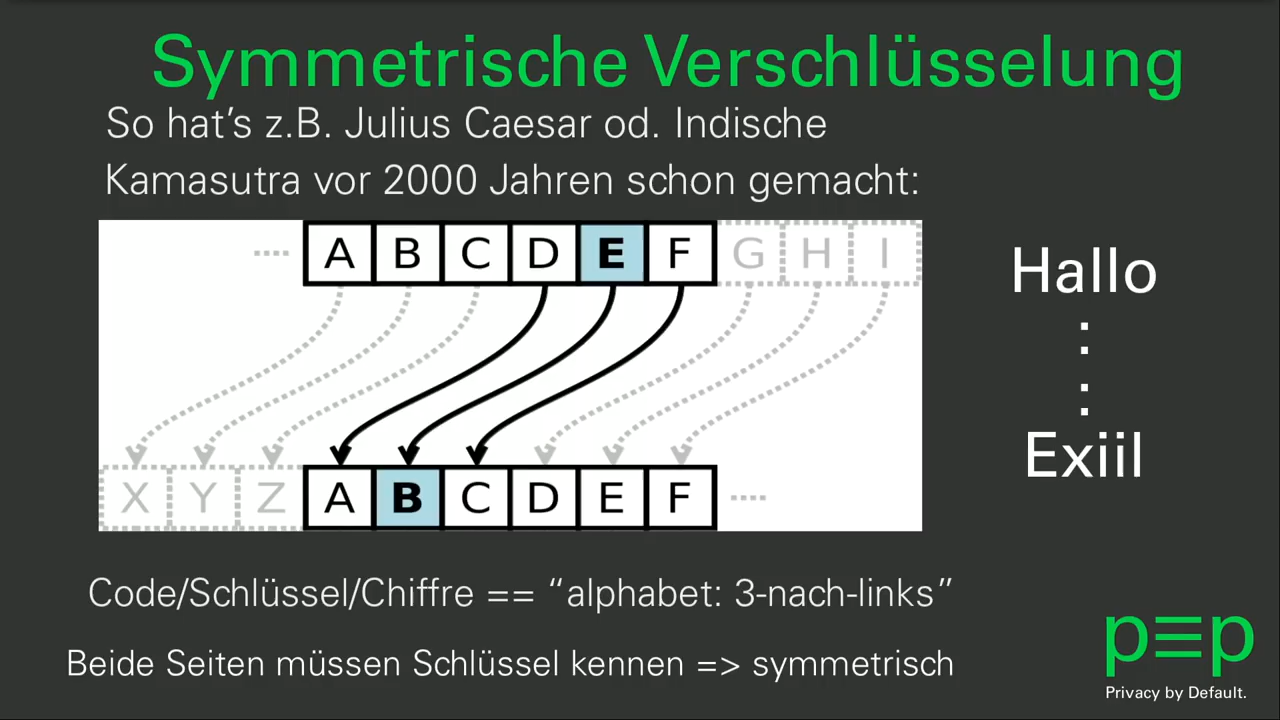 Symmetrische Verschlüsselung
So hat’s z.B. Julius Caesar od. Indische
Kamasutra vor 2000 Jahren schon gemacht:
A B C D E F G H I
X Y Z A B C D E F
Hallo
:
:
Exiil
Code/Schlüssel/Chiffre == “alphabet: 3-nach-links”
Beide Seiten müssen Schlüssel kennen => symmetrisch
p≡p
Privacy by Default.